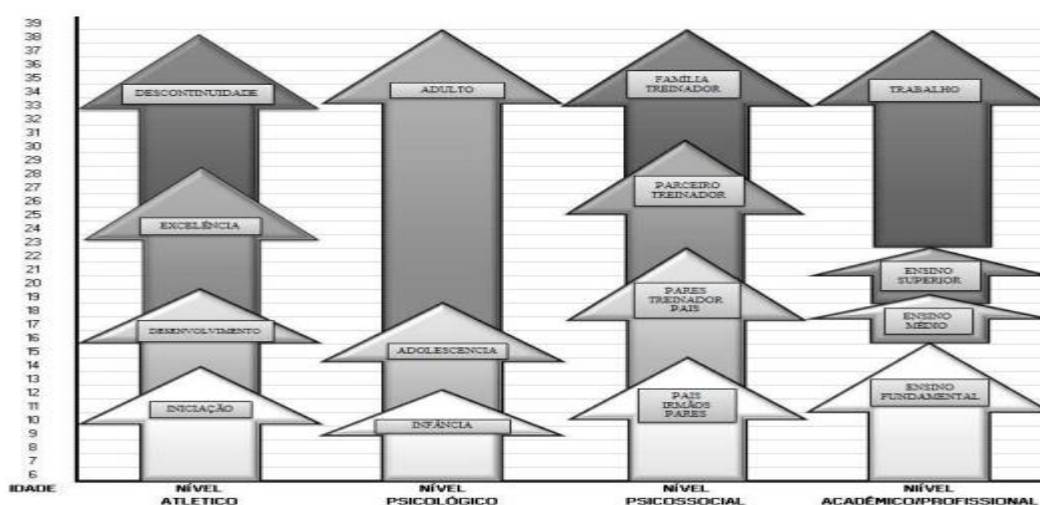 39
38
37
36
35
34
33
32
31
30
29
28
27
26
25
24
23
22
21
20
19
18
17
16
15
14
13
12
11
10
9
8
7
6
IDADE
DESCONTINUIDADE
EXCELÊNCIA
DESENVOLVIMENTO
INICIAÇÃO
NÍVEL
ATLETICO
ADULTO
ADOLESCENCIA
INFÂNCIA
NÍVEL
PSICOLÓGICO
FAMÍLIA
TREINADOR
PARCEIRO
TREINADOR
PARES
TREINADOR
PAIS
PAIS
IRMÃOS
PARES
NÍVEL
PSICOSSOCIAL
TRABALHO
ENSINO
SUPERIOR
ENSINO
MÉDIO
ENSINO
FUNDAMENTAL
NIÍVEL
ACADÊMICO/PROFISSIONAL